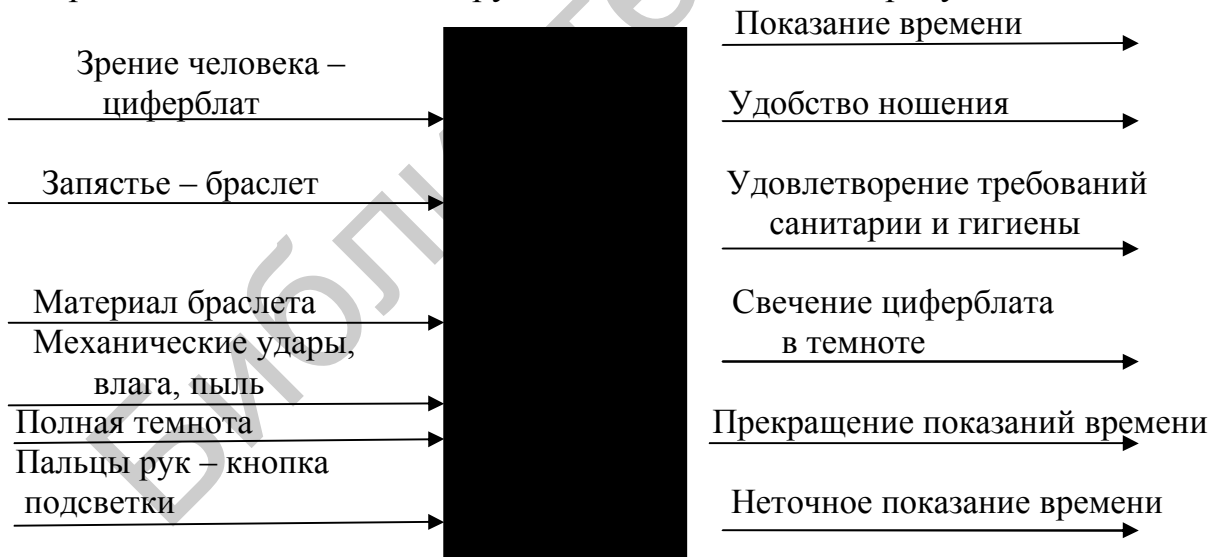 Показание времени
Зрение человека –
циферблат
Удобство ношения
Запястье – браслет
Удовлетворение требований
санитарии и гигиены
Материал браслета
Свечение циферблата
в темноте
Механические удары,
влага, пыль
Полная темнота
Прекращение показаний времени
Пальцы рук – кнопка
подсветки
Неточное показание времени